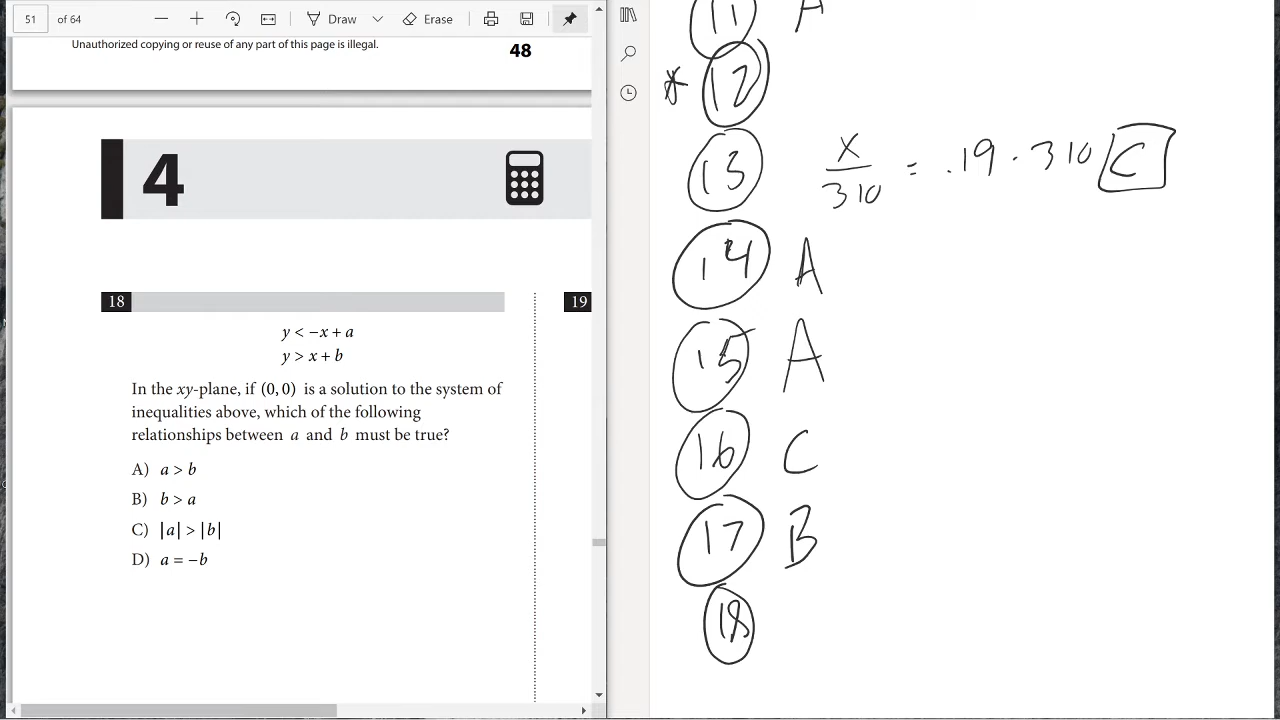 51 of 64
Draw
Erase
Unauthorized copying or reuse of any part of this page is illegal.
48
4
18
y < −x + a
y > x + b
In the xy-plane, if (0, 0) is a solution to the system of
inequalities above, which of the following
relationships between a and b must be true?
A) a > b
B) b > a
C) |a| > |b|
D) a = −b
19
11 A
* 12
13 x/310 = .19 · 310 C
14 A
15 A
16 C
17 B
18